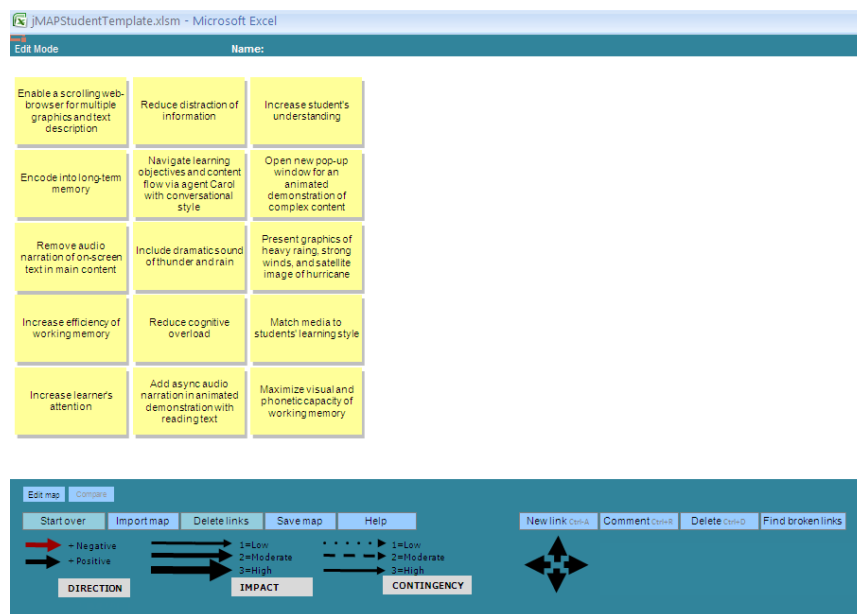 jMAPStudentTemplate.xlsm - Microsoft Excel
Edit Mode
Name:
Enable a scrolling web-
browser for multiple
graphics and text
description
Reduce distraction of
information
Increase student's
understanding
Encode into long-term
memory
Navigate learning
objectives and content
flow via agent Carol
with conversational
style
Open new pop-up
window for an
animated
demonstration of
complex content
Remove audio
narration of on-screen
text in main content
Include dramatic sound
of thunder and rain
Present graphics of
heavy raing, strong
winds, and satellite
image of hurricane
Increase efficiency of
working memory
Reduce cognitive
overload
Match media to
students' learning style
Increase learner's
attention
Add async audio
narration in animated
demonstration with
reading text
Maximize visual and
phonetic capacity of
working memory
Edit map
Compare
Start over
Import map
Delete links
Save map
Help
New link Ctrl-A
Comment Ctrl+R
Delete Ctrl+D
Find broken links
÷ Negative
+ Positive
DIRECTION
1=Low
2=Moderate
3=High
IMPACT
1=Low
2=Moderate
3=High
CONTINGENCY